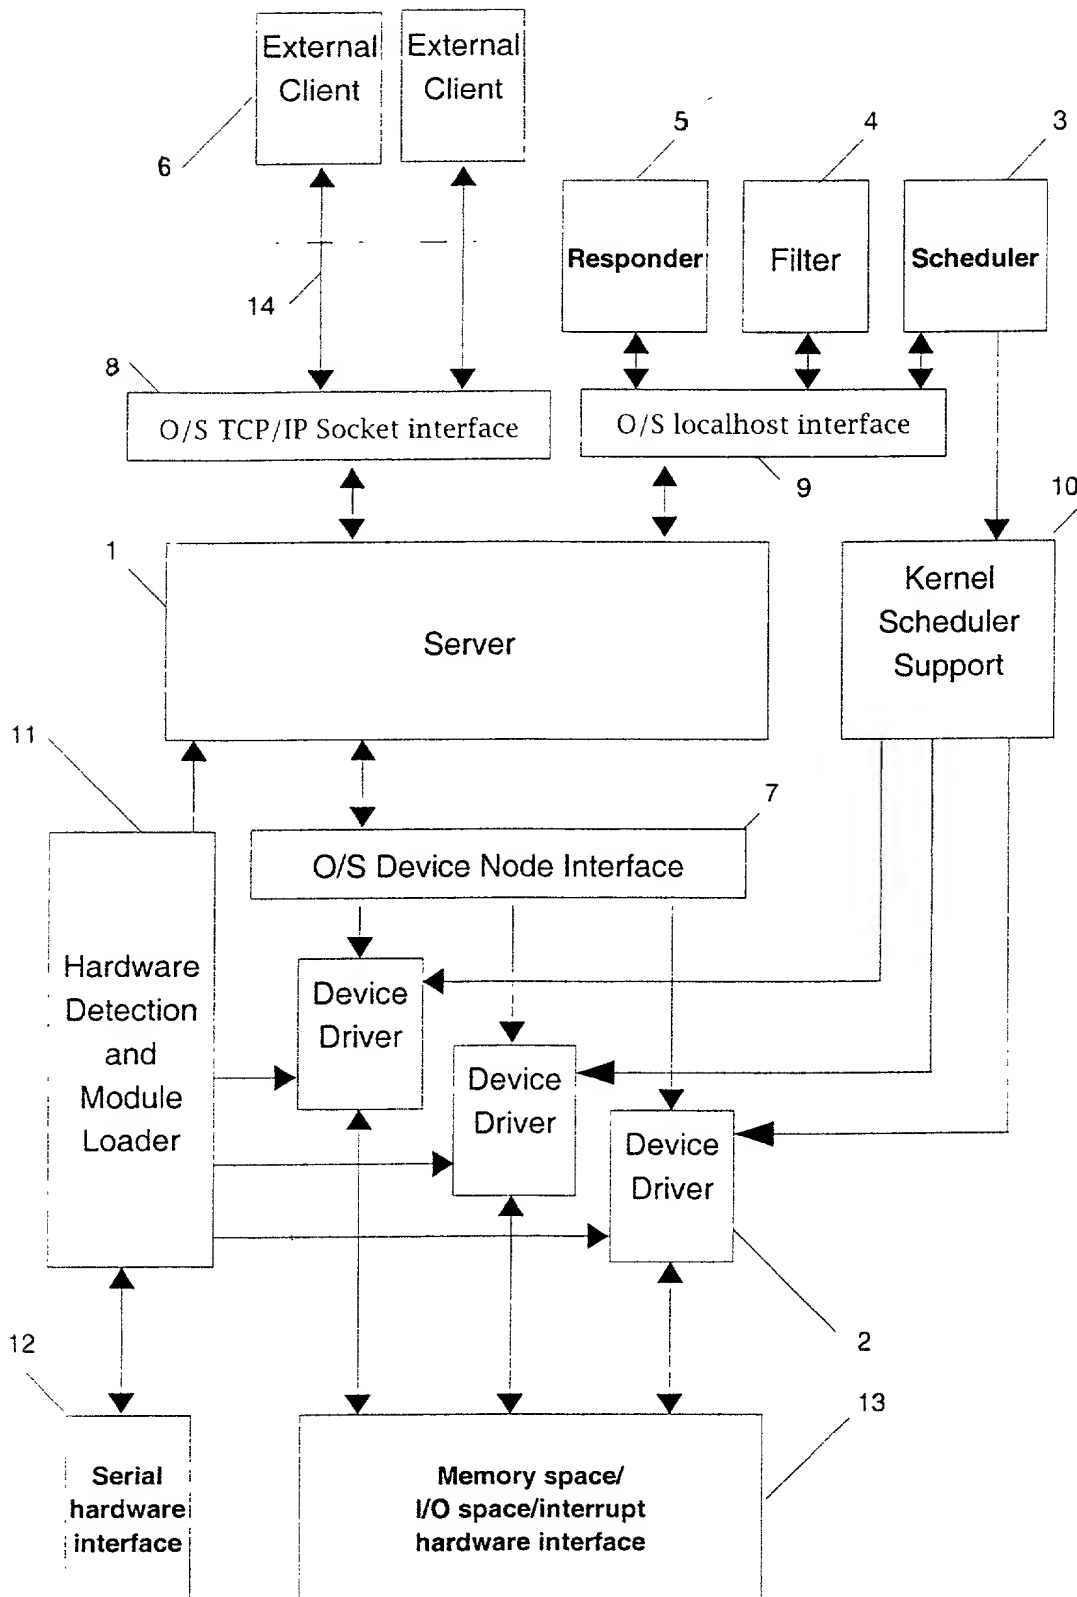 External
Client
External
Client
6
5
4
3
Responder
Filter
Scheduler
14
8
O/S TCP/IP Socket interface
O/S localhost interface
9
10
1
Server
Kernel
Scheduler
Support
11
7
O/S Device Node Interface
Hardware
Detection
and
Module
Loader
Device
Driver
Device
Driver
Device
Driver
12
2
13
Serial
hardware
interface
Memory space/
I/O space/interrupt
hardware interface